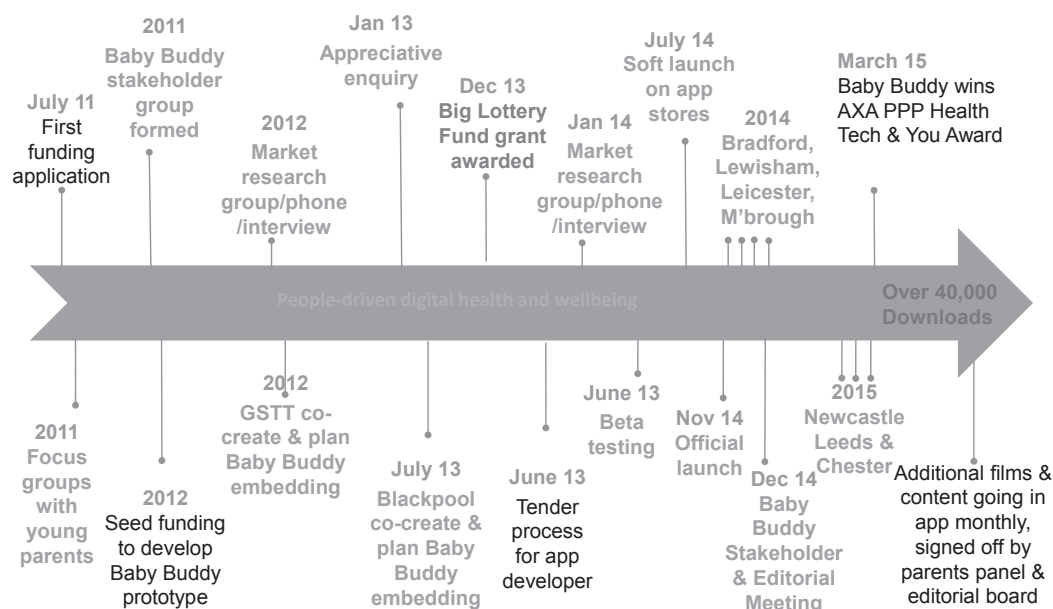 July 11
First
funding
application
2011
Baby Buddy
stakeholder
group
formed
2012
Market
research
group/phone
/interview
Jan 13
Appreciative
enquiry
Dec 13
Big Lottery
Fund grant
awarded
Jan 14
Market
research
group/phone
/interview
July 14
Soft launch
on app
stores
2014
Bradford,
Lewisham,
Leicester,
M’brough
March 15
Baby Buddy wins
AXA PPP Health
Tech & You Award
People-driven digital health and wellbeing
Over 40,000
Downloads
2011
Focus
groups
with
young
parents
2012
Seed funding
to develop
Baby Buddy
prototype
2012
GSTT co-
create & plan
Baby Buddy
embedding
July 13
Blackpool
co-create &
plan Baby
Buddy
embedding
June 13
Tender
process
for app
developer
June 13
Beta
testing
Nov 14
Official
launch
Dec 14
Baby
Buddy
Stakeholder
& Editorial
Meeting
2015
Newcastle
Leeds &
Chester
Additional films &
content going in
app monthly,
signed off by
parents panel &
editorial board